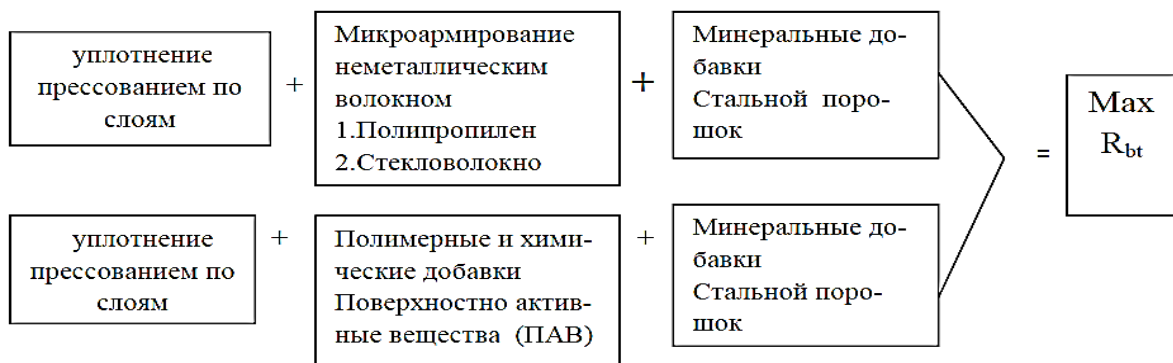 уплотнение
прессованием по
слоям
+
Микроармирование
неметаллическим
волокном
1.Полипропилен
2.Стекловолокно
+
Минеральные до-
бавки
Стальной поро-
шок
=
Max
R_bt
уплотнение
прессованием по
слоям
+
Полимерные и хими-
ческие добавки
Поверхностно актив-
ные вещества (ПАВ)
+
Минеральные до-
бавки
Стальной поро-
шок